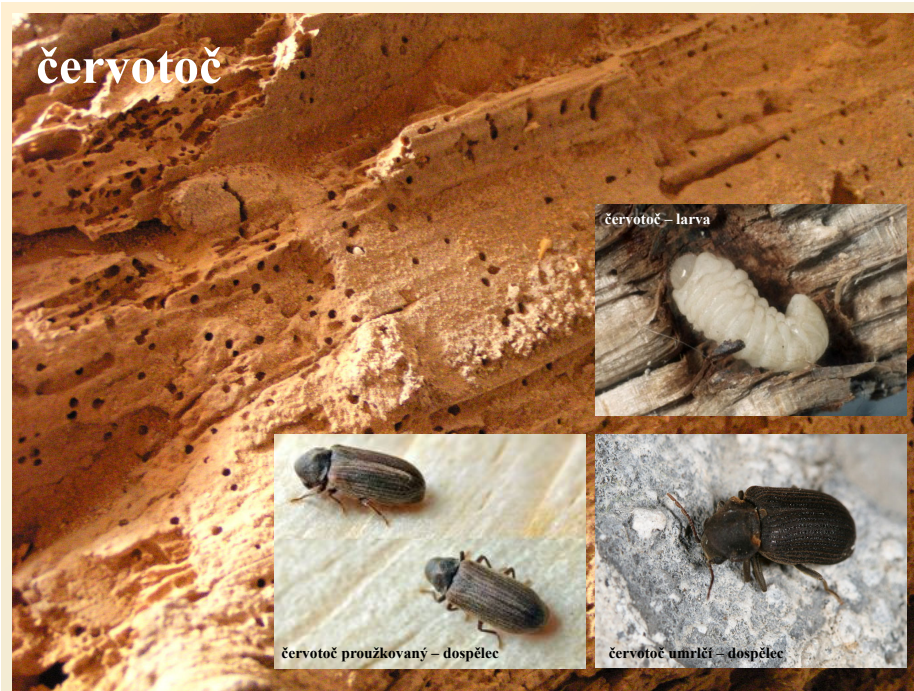 červotoč
červotoč – larva
červotoč proužkovaný – dospělec
červotoč umrlčí – dospělec